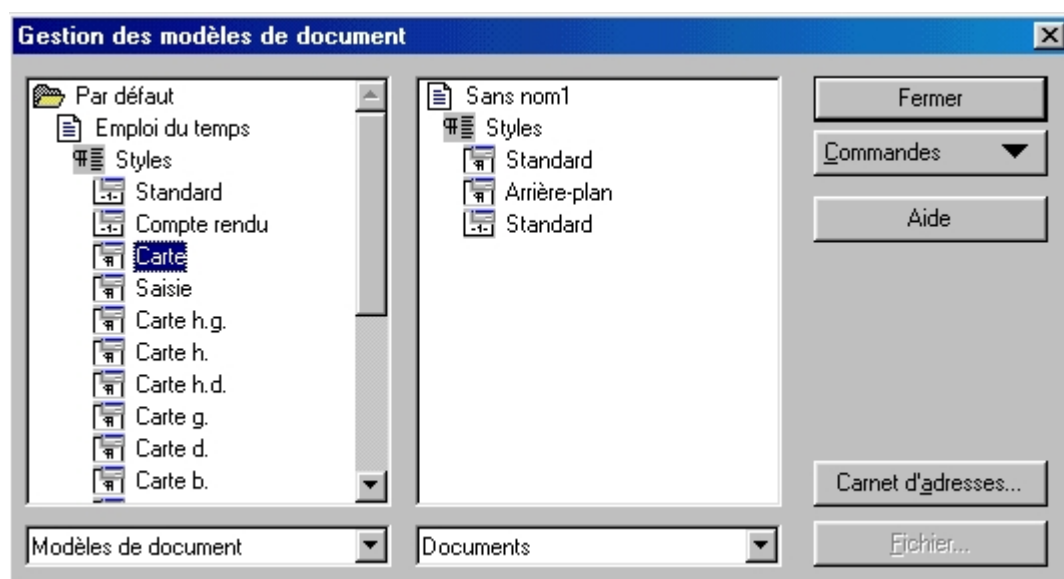 Gestion des modèles de document
Par défaut
Emploi du temps
Styles
Standard
Compte rendu
Carte
Saisie
Carte h.g.
Carte h.
Carte h.d.
Carte g.
Carte d.
Carte b.
Modèles de document
Sans nom1
Styles
Standard
Arrière-plan
Standard
Documents
Fermer
Commandes
Aide
Carnet d'adresses...
Fichier...